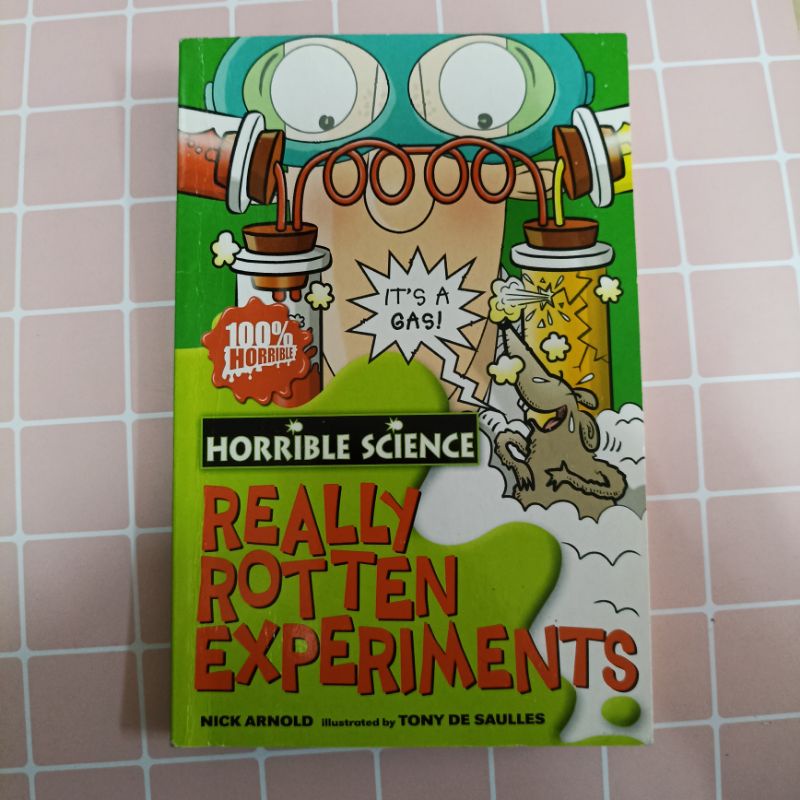 IT'S A
GAS!
100%
HORRIBLE
HORRIBLE SCIENCE
REALLY
ROTTEN
EXPERIMENTS
NICK ARNOLD illustrated by TONY DE SAULLES